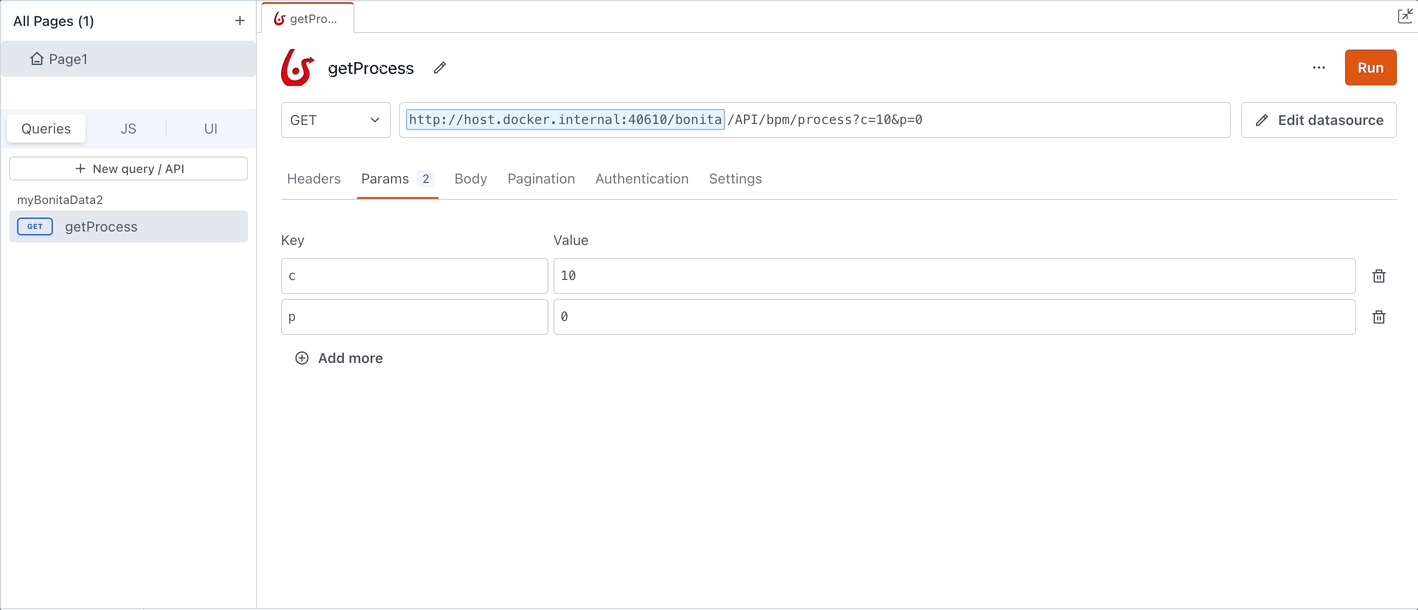 All Pages (1)
Page1
Queries JS UI
New query / API
myBonitaData2
GET getProcess
getPro...
getProcess
Run
GET http://host.docker.internal:40610/bonita /API/bpm/process?c=10&p=0 Edit datasource
Headers Params 2 Body Pagination Authentication Settings
Key Value
c 10
p 0
Add more